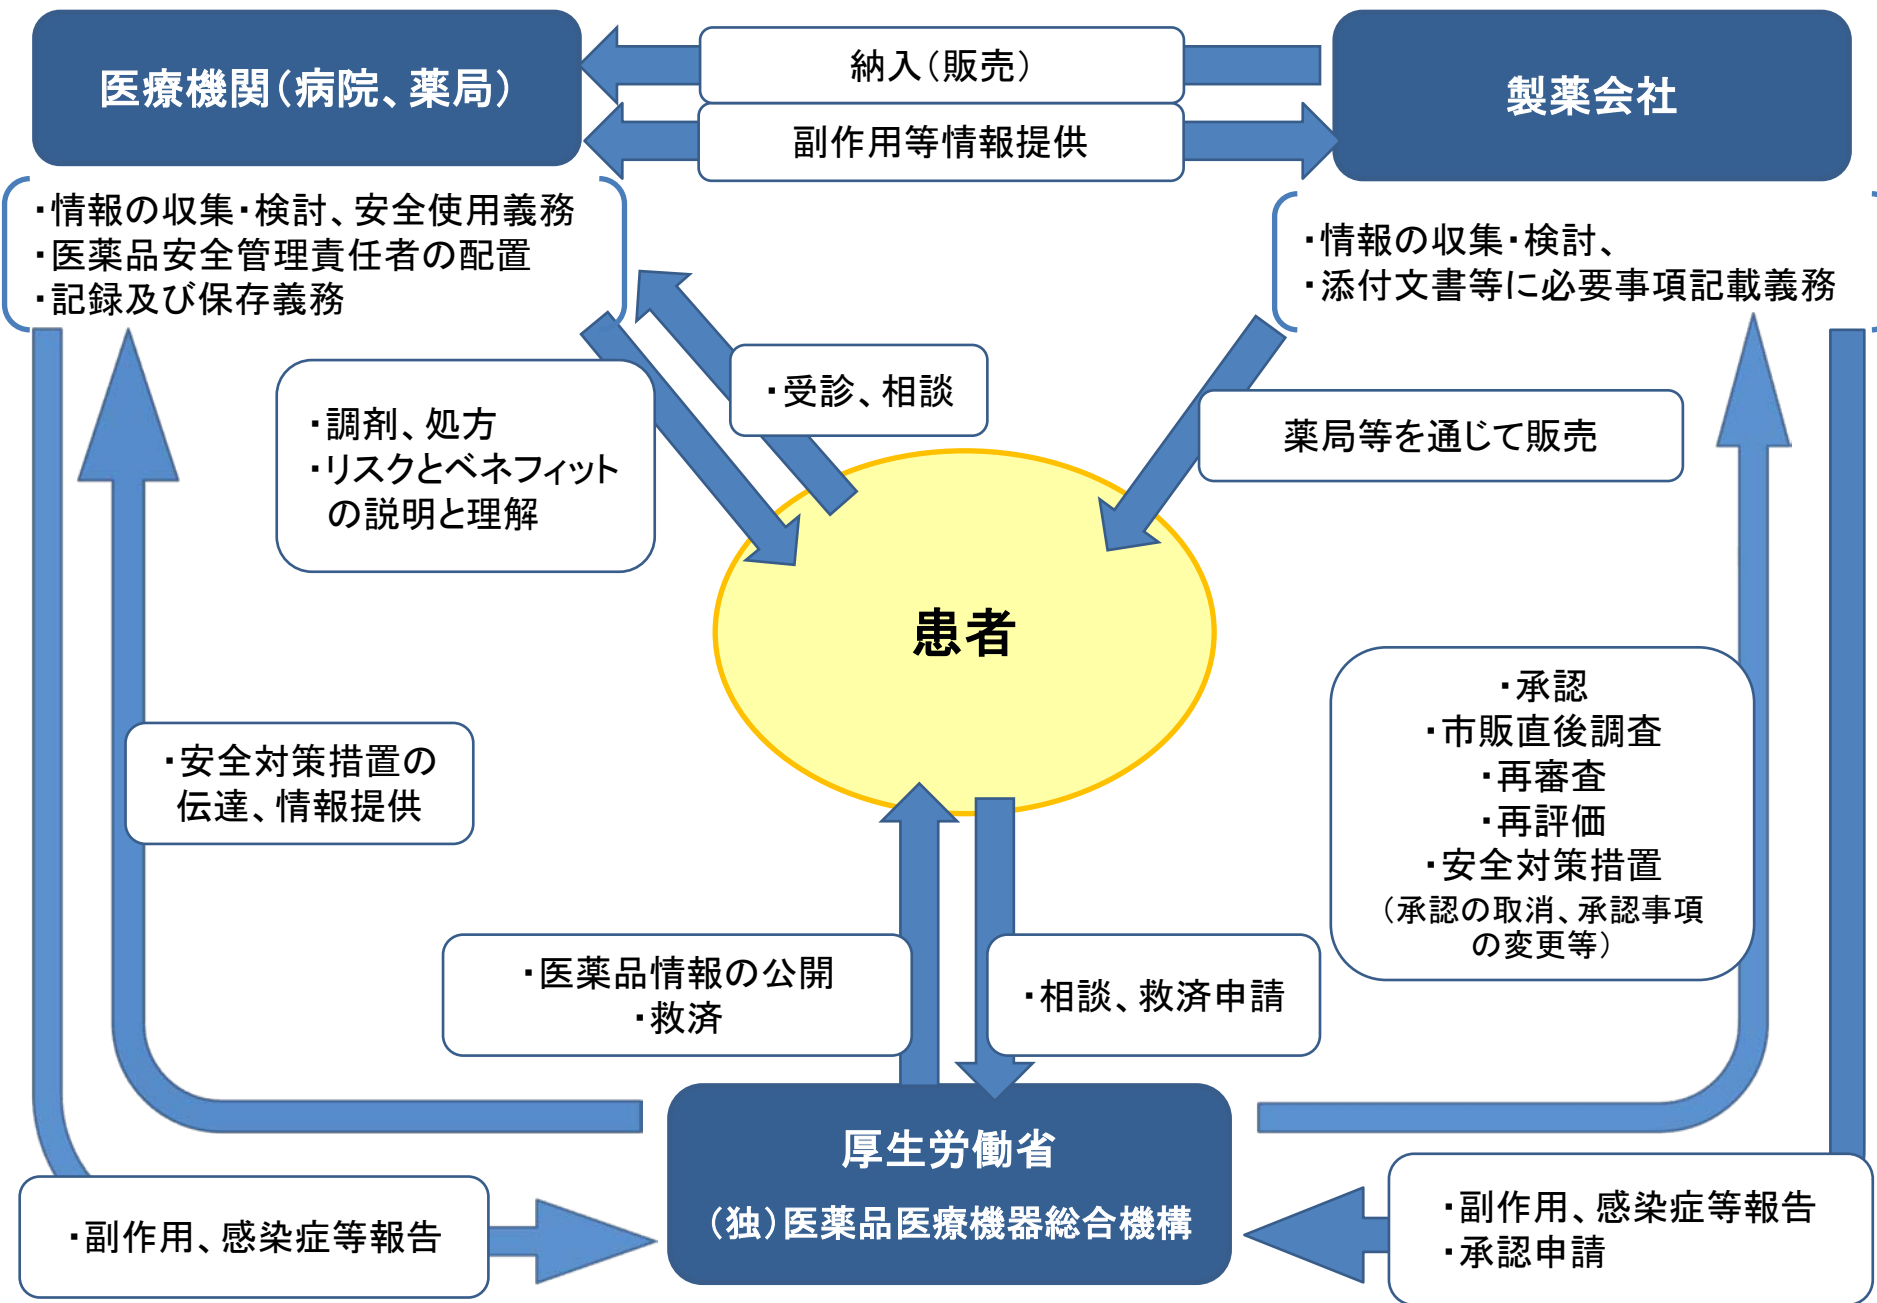 医療機関(病院、薬局)
納入(販売)
副作用等情報提供
製薬会社
・情報の収集・検討、安全使用義務
・医薬品安全管理責任者の配置
・記録及び保存義務
・情報の収集・検討、
・添付文書等に必要事項記載義務
・調剤、処方
・リスクとベネフィット
の説明と理解
・受診、相談
薬局等を通じて販売
患者
・安全対策措置の
伝達、情報提供
・承認
・市販直後調査
・再審査
・再評価
・安全対策措置
(承認の取消、承認事項
の変更等)
・医薬品情報の公開
・救済
・相談、救済申請
厚生労働省
(独)医薬品医療機器総合機構
・副作用、感染症等報告
・副作用、感染症等報告
・承認申請